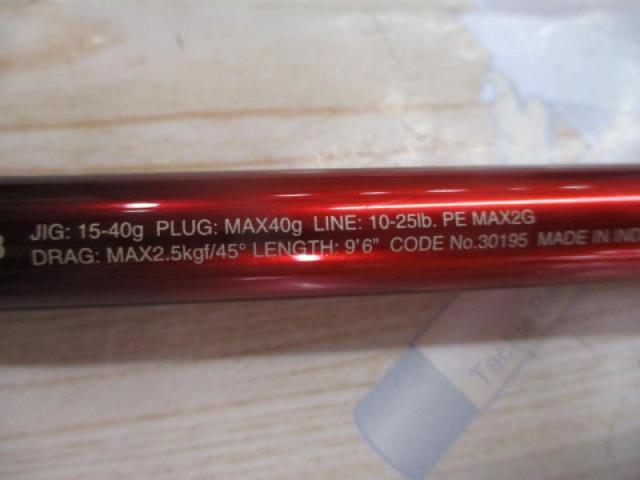 JIG: 15-40g PLUG: MAX40g LINE: 10-25lb. PE MAX2G
DRAG: MAX2.5kgf/45° LENGTH: 9'6" CODE No.30195 MADE IN
Tackle